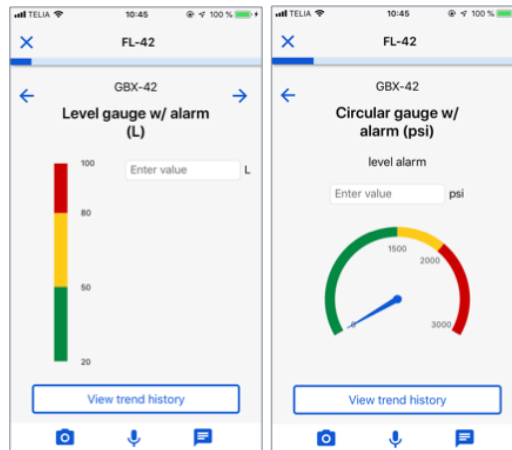 TELIA 10:45 100 %
FL-42
GBX-42
Level gauge w/ alarm
(L)
Enter value L
100
80
50
20
View trend history
TELIA 10:45 100 %
FL-42
GBX-42
Circular gauge w/
alarm (psi)
level alarm
Enter value psi
1500
2000
0
3000
View trend history